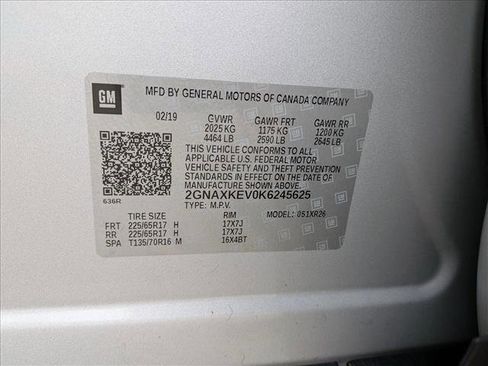 GM
MFD BY GENERAL MOTORS OF CANADA COMPANY
02/19 GVWR GAWR FRT GAWR RR
2025 KG 1175 KG 1200 KG
4464 LB 2590 LB 2645 LB
THIS VEHICLE CONFORMS TO ALL
APPLICABLE U.S. FEDERAL MOTOR
VEHICLE SAFETY AND THEFT PREVENTION
STANDARDS IN EFFECT ON THE DATE OF
MANUFACTURE SHOWN ABOVE.
2GNAXKEV0K6245625
636R TYPE: M.P.V. MODEL: 051XR26
TIRE SIZE RIM
FRT 225/65R17 H 17X7J
RR 225/65R17 H 17X7J
SPA T135/70R16 M 16X4BT